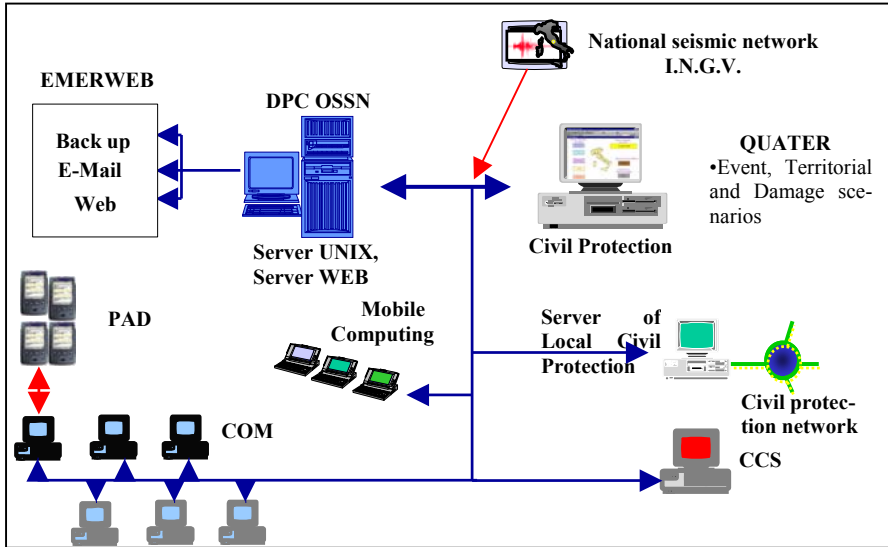 National seismic network
I.N.G.V.
EMERWEB
DPC OSSN
Back up
E-Mail
Web
QUATER
•Event, Territorial
and Damage sce-
narios
Server UNIX,
Server WEB
Civil Protection
PAD
Mobile
Computing
Server of
Local Civil
Protection
Civil protec-
tion network
COM
CCS